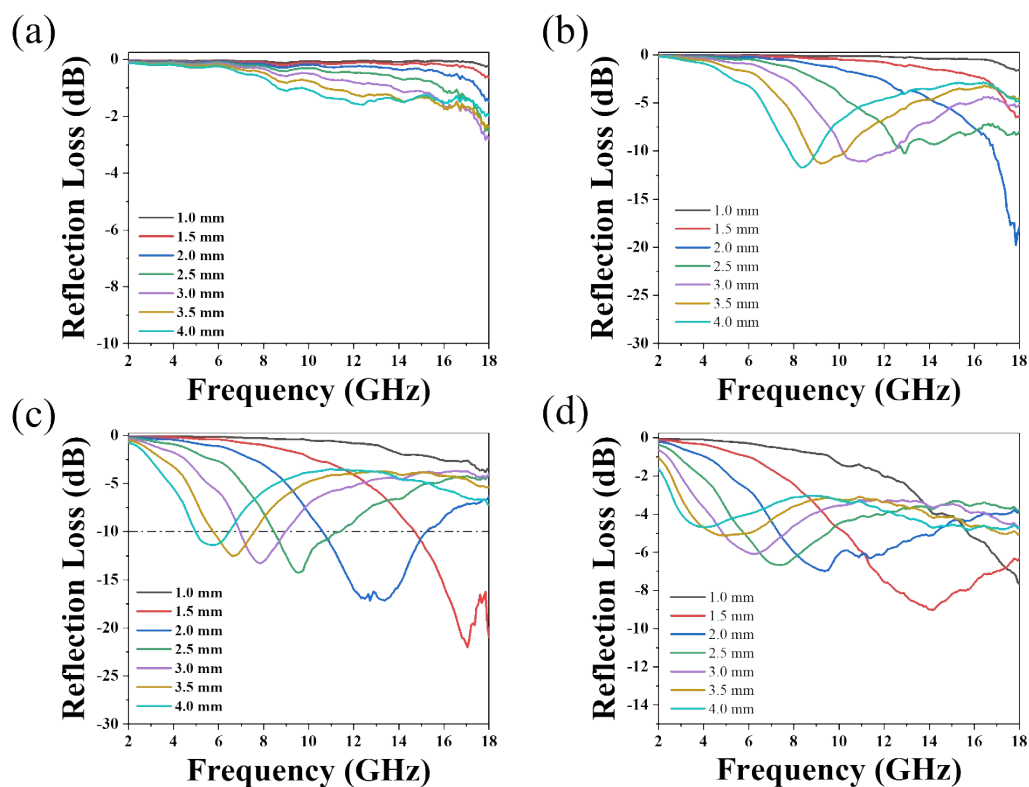 (a)
Reflection Loss (dB)
0
-2
-4
-6
-8
-10
1.0 mm
1.5 mm
2.0 mm
2.5 mm
3.0 mm
3.5 mm
4.0 mm
2 4 6 8 10 12 14 16 18
Frequency (GHz)
(b)
Reflection Loss (dB)
0
-5
-10
-15
-20
-25
-30
1.0 mm
1.5 mm
2.0 mm
2.5 mm
3.0 mm
3.5 mm
4.0 mm
2 4 6 8 10 12 14 16 18
Frequency (GHz)
(c)
Reflection Loss (dB)
0
-5
-10
-15
-20
-25
-30
1.0 mm
1.5 mm
2.0 mm
2.5 mm
3.0 mm
3.5 mm
4.0 mm
2 4 6 8 10 12 14 16 18
Frequency (GHz)
(d)
Reflection Loss (dB)
0
-2
-4
-6
-8
-10
-12
-14
1.0 mm
1.5 mm
2.0 mm
2.5 mm
3.0 mm
3.5 mm
4.0 mm
2 4 6 8 10 12 14 16 18
Frequency (GHz)